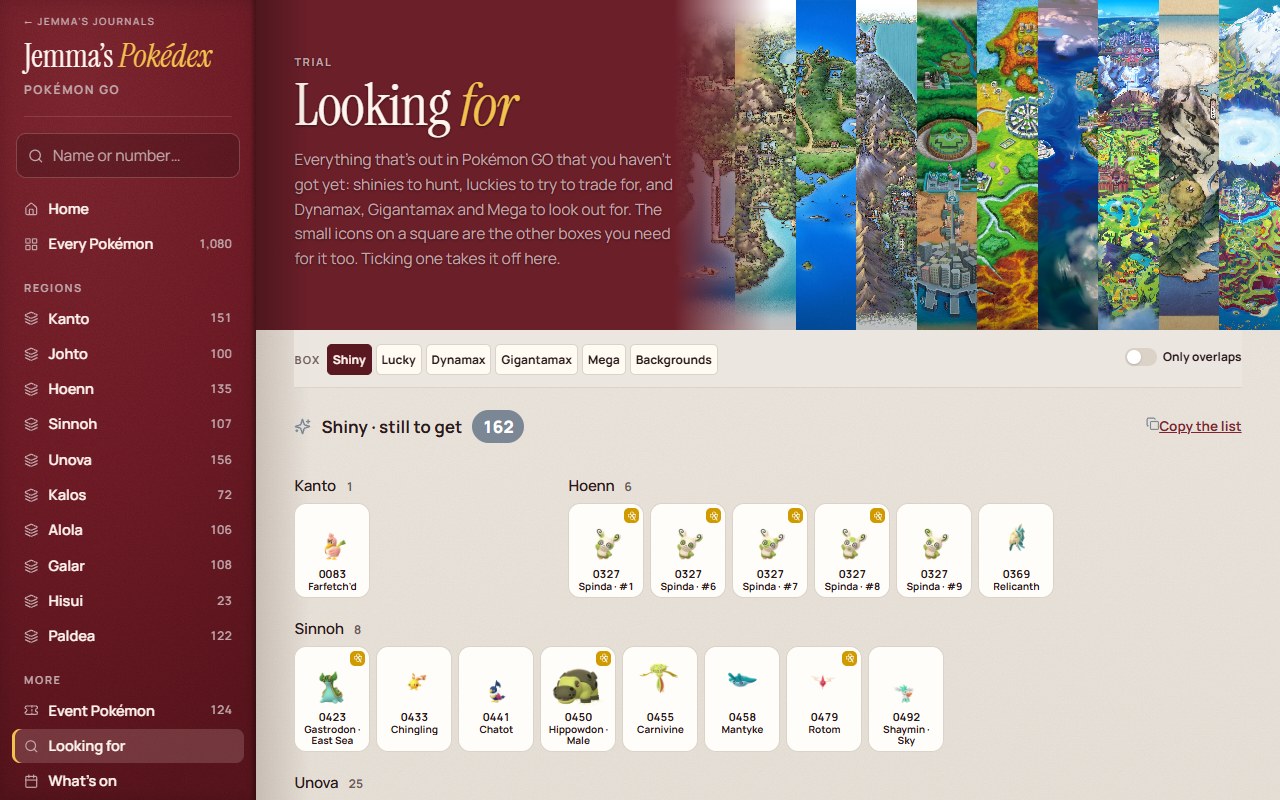 ← JEMMA'S JOURNALS
Jemma's Pokédex
POKÉMON GO
Name or number...
Home
Every Pokémon 1,080
REGIONS
Kanto 151
Johto 100
Hoenn 135
Sinnoh 107
Unova 156
Kalos 72
Alola 106
Galar 108
Hisui 23
Paldea 122
MORE
Event Pokémon 124
Looking for
What's on
TRIAL
Looking for
Everything that's out in Pokémon GO that you haven't
got yet: shinies to hunt, luckies to try to trade for, and
Dynamax, Gigantamax and Mega to look out for. The
small icons on a square are the other boxes you need
for it too. Ticking one takes it off here.
BOX Shiny Lucky Dynamax Gigantamax Mega Backgrounds Only overlaps
Shiny · still to get 162 Copy the list
Kanto 1
0083
Farfetch'd
Hoenn 6
0327
Spinda · #1
0327
Spinda · #6
0327
Spinda · #7
0327
Spinda · #8
0327
Spinda · #9
0369
Relicanth
Sinnoh 8
0423
Gastrodon ·
East Sea
0433
Chingling
0441
Chatot
0450
Hippowdon ·
Male
0455
Carnivine
0458
Mantyke
0479
Rotom
0492
Shaymin ·
Sky
Unova 25